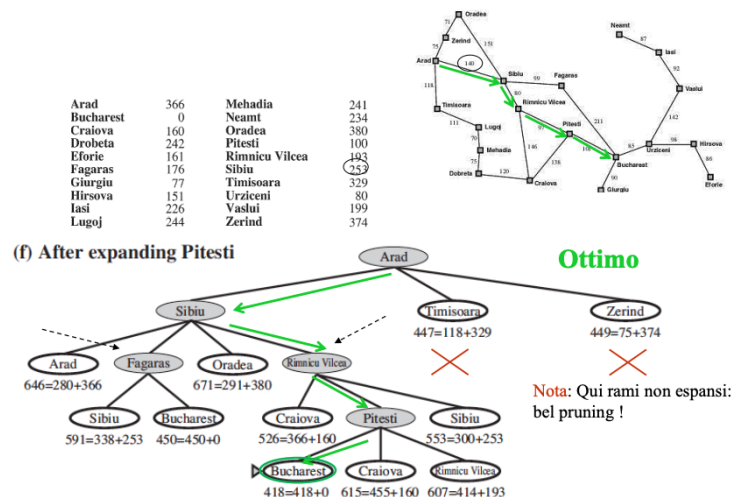 Arad 366 Mehadia 241
Bucharest 0 Neamt 234
Craiova 160 Oradea 380
Drobeta 242 Pitesti 100
Eforie 161 Rimnicu Vilcea 193
Fagaras 176 Sibiu 253
Giurgiu 77 Timisoara 329
Hirsova 151 Urziceni 80
Iasi 226 Vaslui 199
Lugoj 244 Zerind 374
Oradea
71
Neamt
Zerind
87
151
75
Iasi
Arad
140
92
Sibiu
99
Fagaras
118
80
Vaslui
Rimnicu Vilcea
Timisoara
211
142
111
Lugoj
97
Pitesti
70
98
Hirsova
146
85
Urziceni
Mehadia
138
86
75
Bucharest
120
90
Dobreta
Craiova
Eforie
Giurgiu
(f) After expanding Pitesti
Arad
Ottimo
Sibiu
Timisoara
Zerind
447=118+329
449=75+374
Arad
Fagaras
Oradea
Rimnicu Vilcea
646=280+366
671=291+380
Nota: Qui rami non espansi:
bel pruning !
Sibiu
Bucharest
Craiova
Pitesti
Sibiu
591=338+253
450=450+0
526=366+160
553=300+253
Bucharest
Craiova
Rimnicu Vilcea
418=418+0
615=455+160
607=414+193